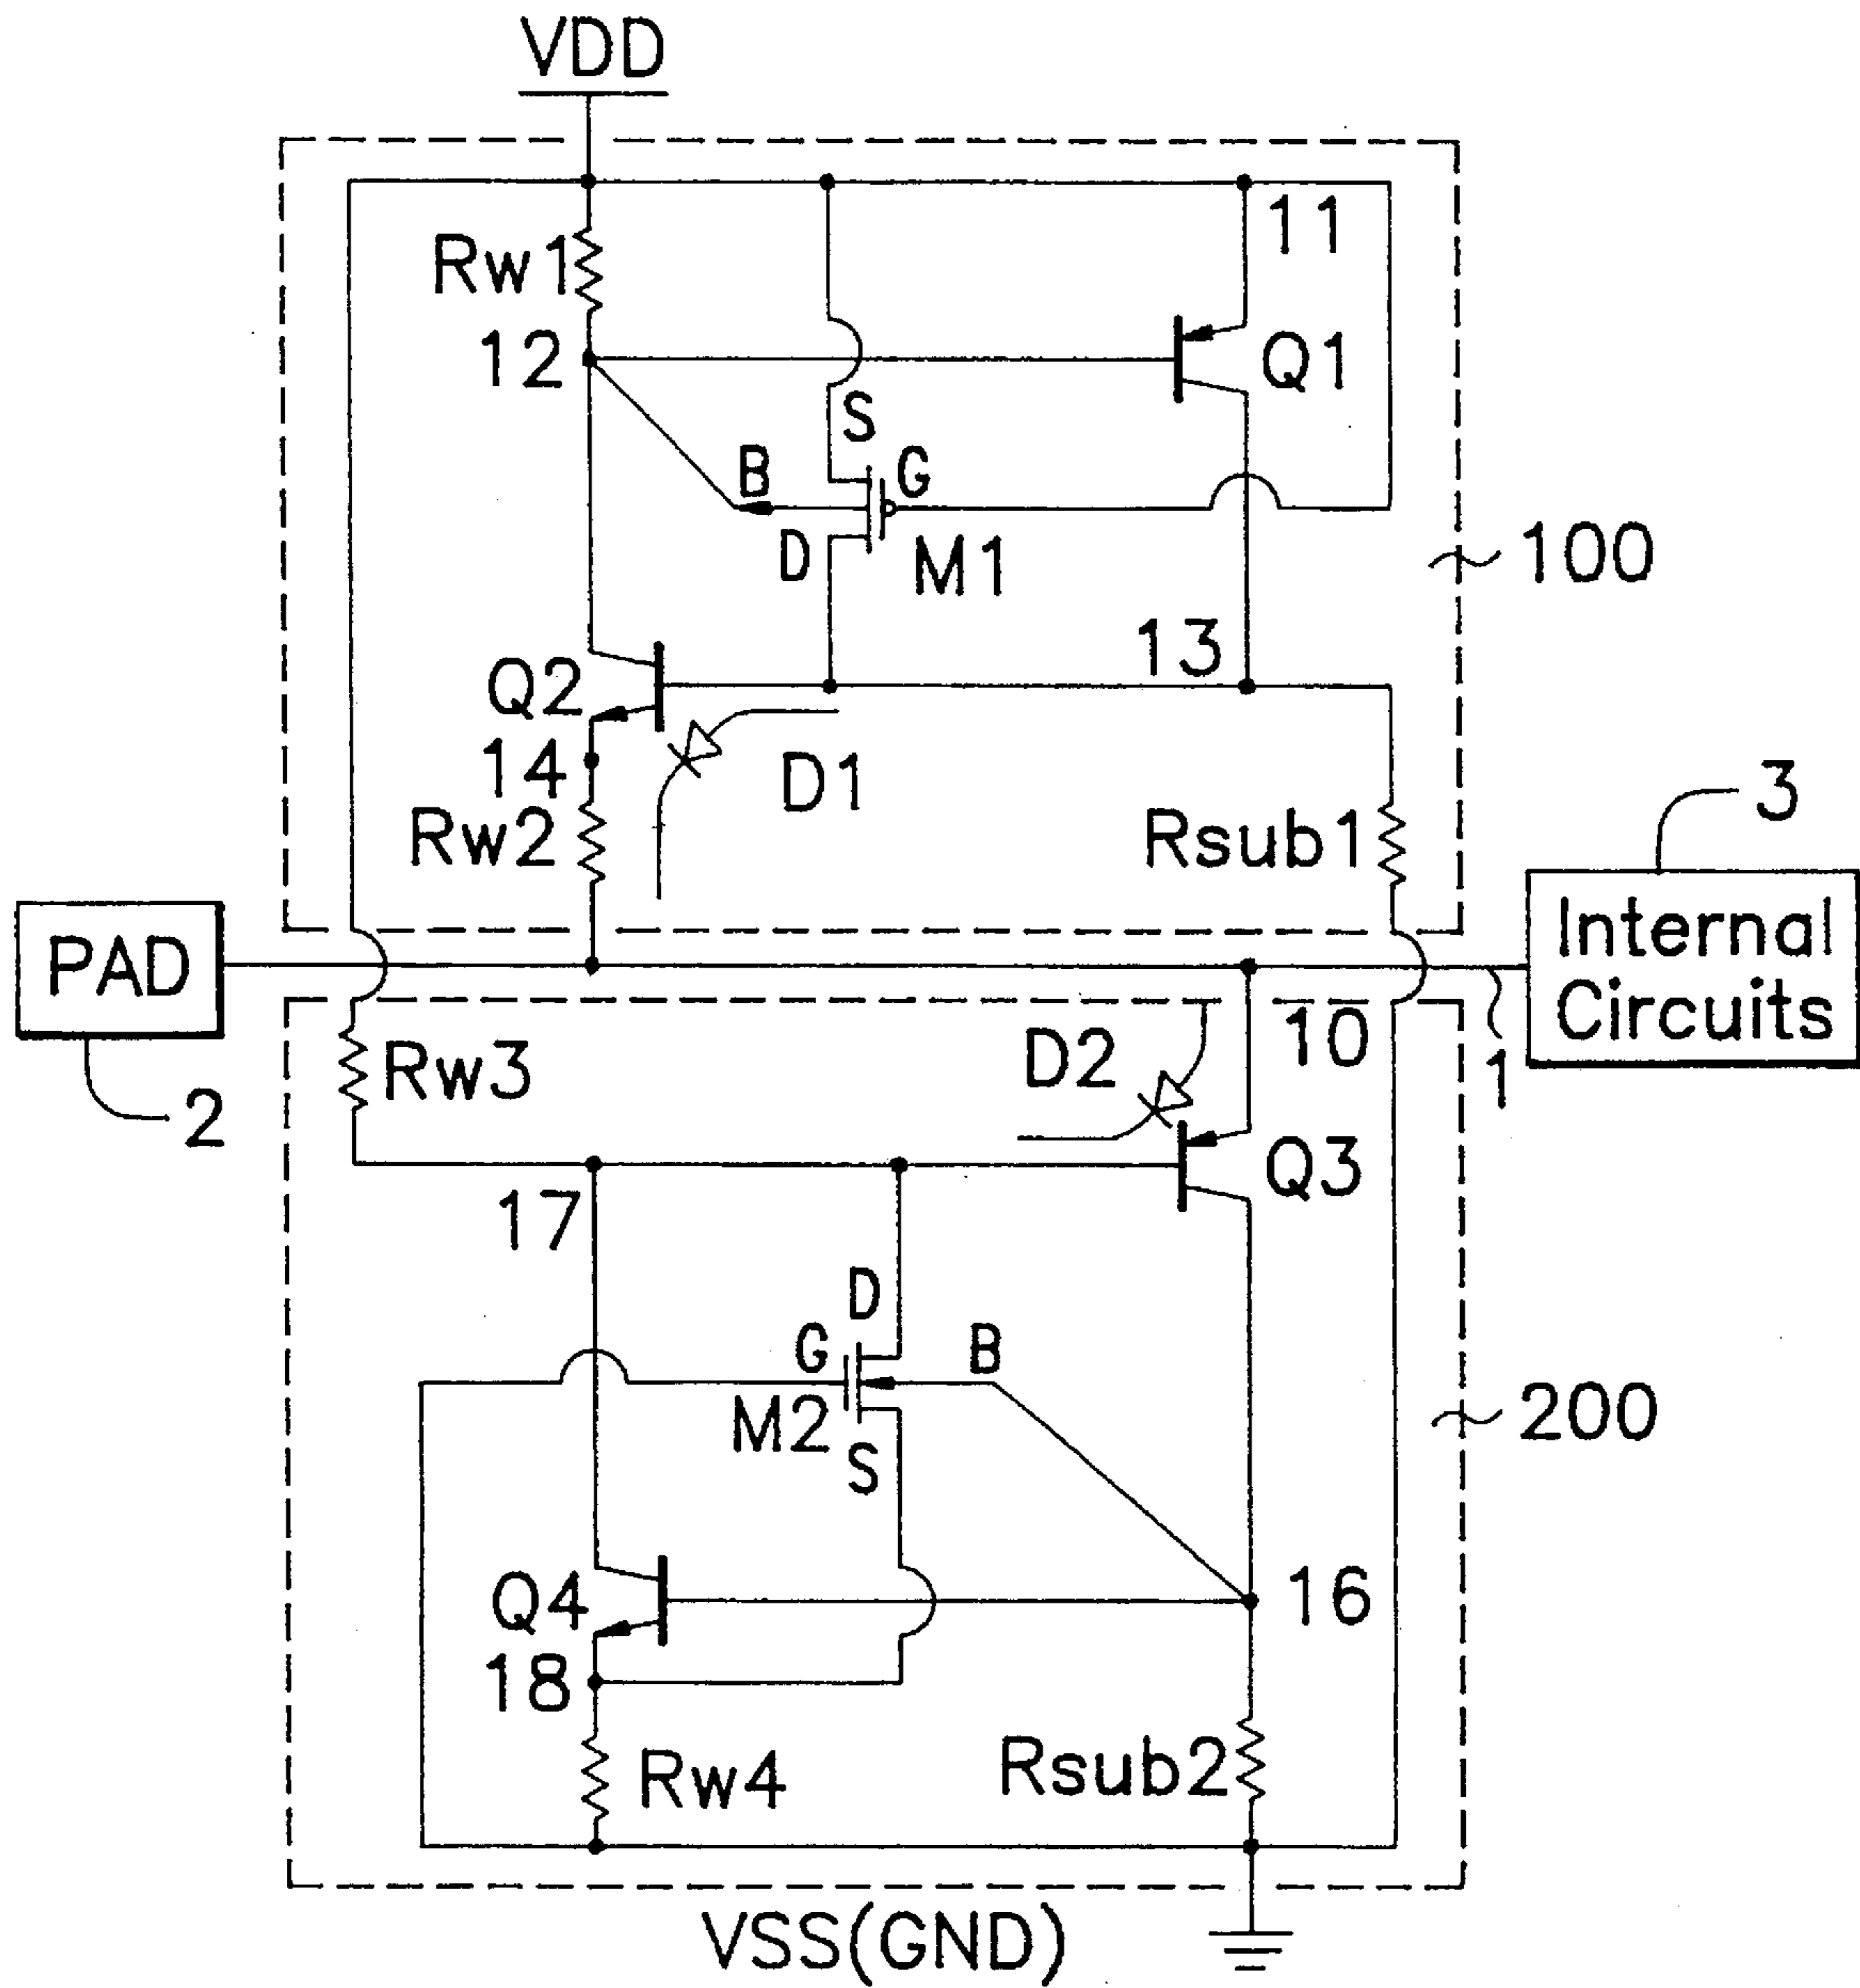 VDD
11
Rw1
12
Q1
S
B
G
D
M1
100
13
Q2
14
D1
Rw2
Rsub1
3
PAD
Internal
Circuits
10
D2
1
Rw3
2
Q3
17
D
G
B
M2
200
S
Q4
16
18
Rw4
Rsub2
VSS(GND)